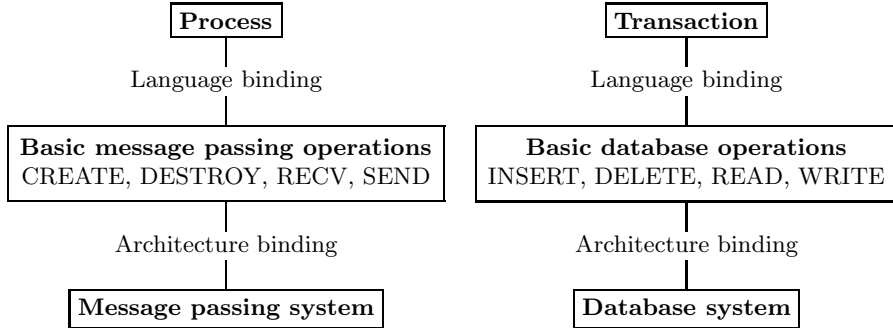 Process
Language binding
Basic message passing operations
CREATE, DESTROY, RECV, SEND
Architecture binding
Message passing system
Transaction
Language binding
Basic database operations
INSERT, DELETE, READ, WRITE
Architecture binding
Database system